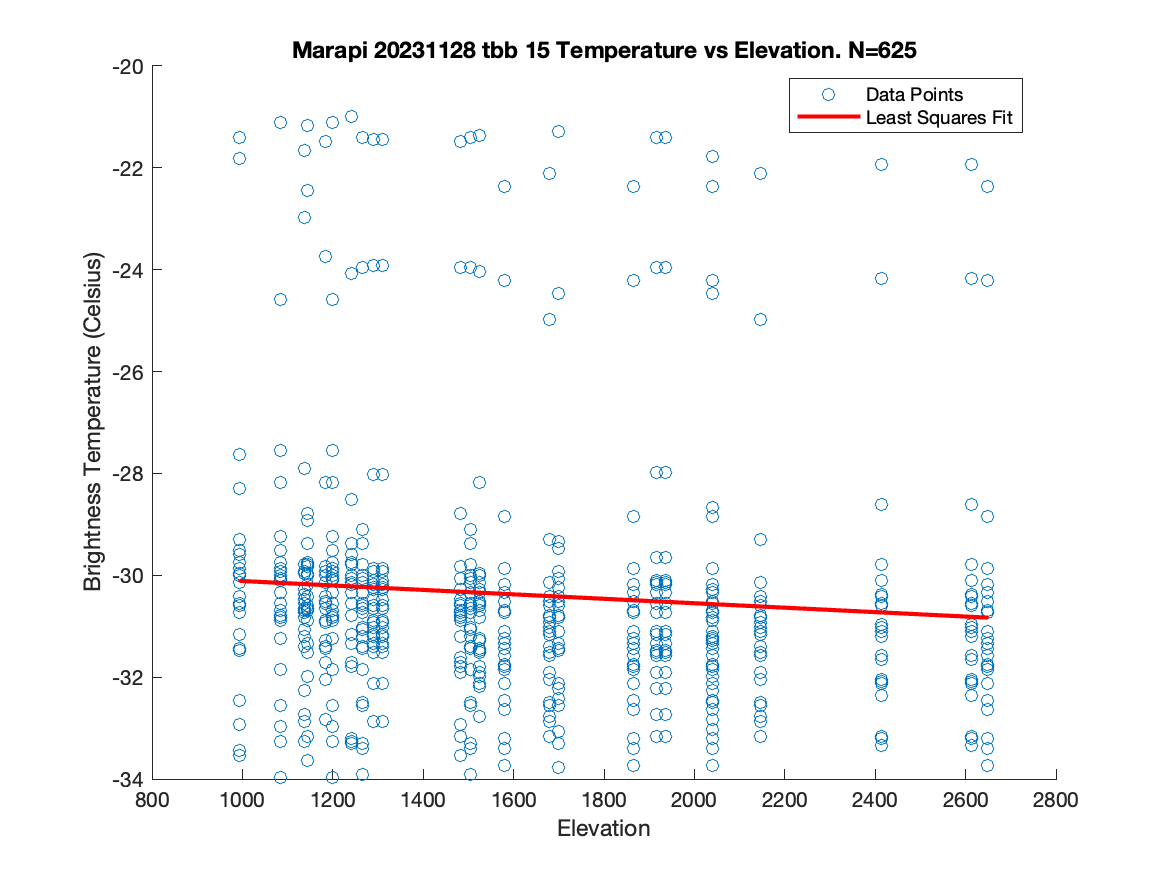 Marapi 20231128 tbb 15 Temperature vs Elevation. N=625
Data Points
Least Squares Fit
Brightness Temperature (Celsius)
-20
-22
-24
-26
-28
-30
-32
-34
800 1000 1200 1400 1600 1800 2000 2200 2400 2600 2800
Elevation